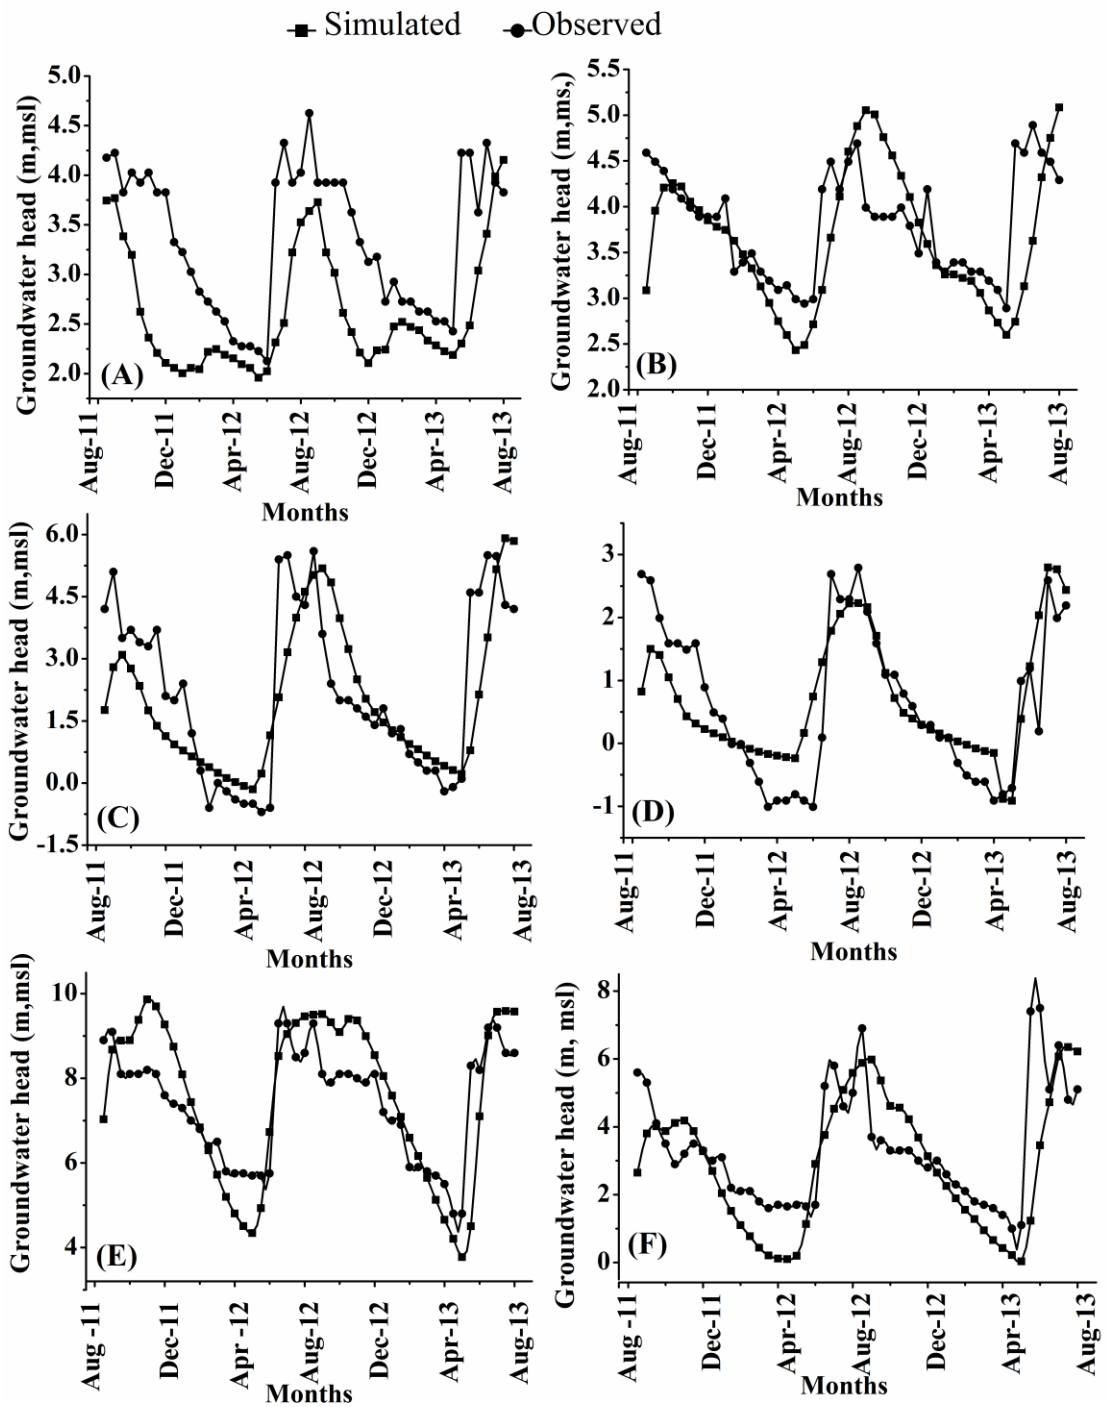 Simulated Observed
Groundwater head (m,msl)
5.0
4.5
4.0
3.5
3.0
2.5
2.0
(A)
Aug-11
Dec-11
Apr-12
Aug-12
Dec-12
Apr-13
Aug-13
Months
Groundwater head (m,ms,)
5.5
5.0
4.5
4.0
3.5
3.0
2.5
2.0
(B)
Aug-11
Dec-11
Apr-12
Aug-12
Dec-12
Apr-13
Aug-13
Months
Groundwater head (m,msl)
6.0
4.5
3.0
1.5
0.0
-1.5
(C)
Aug-11
Dec-11
Apr-12
Aug-12
Dec-12
Apr-13
Aug-13
Months
Groundwater head (m,msl)
3
2
1
0
-1
(D)
Aug-11
Dec-11
Apr-12
Aug-12
Dec-12
Apr-13
Aug-13
Months
Groundwater head (m,msl)
10
8
6
4
(E)
Aug -11
Dec-11
Apr -12
Aug-12
Dec-12
Apr-13
Aug-13
Months
Groundwater head (m, msl)
8
6
4
2
0
(F)
Aug-11
Dec-11
Apr-12
Aug-12
Dec-12
Apr-13
Aug-13
Months